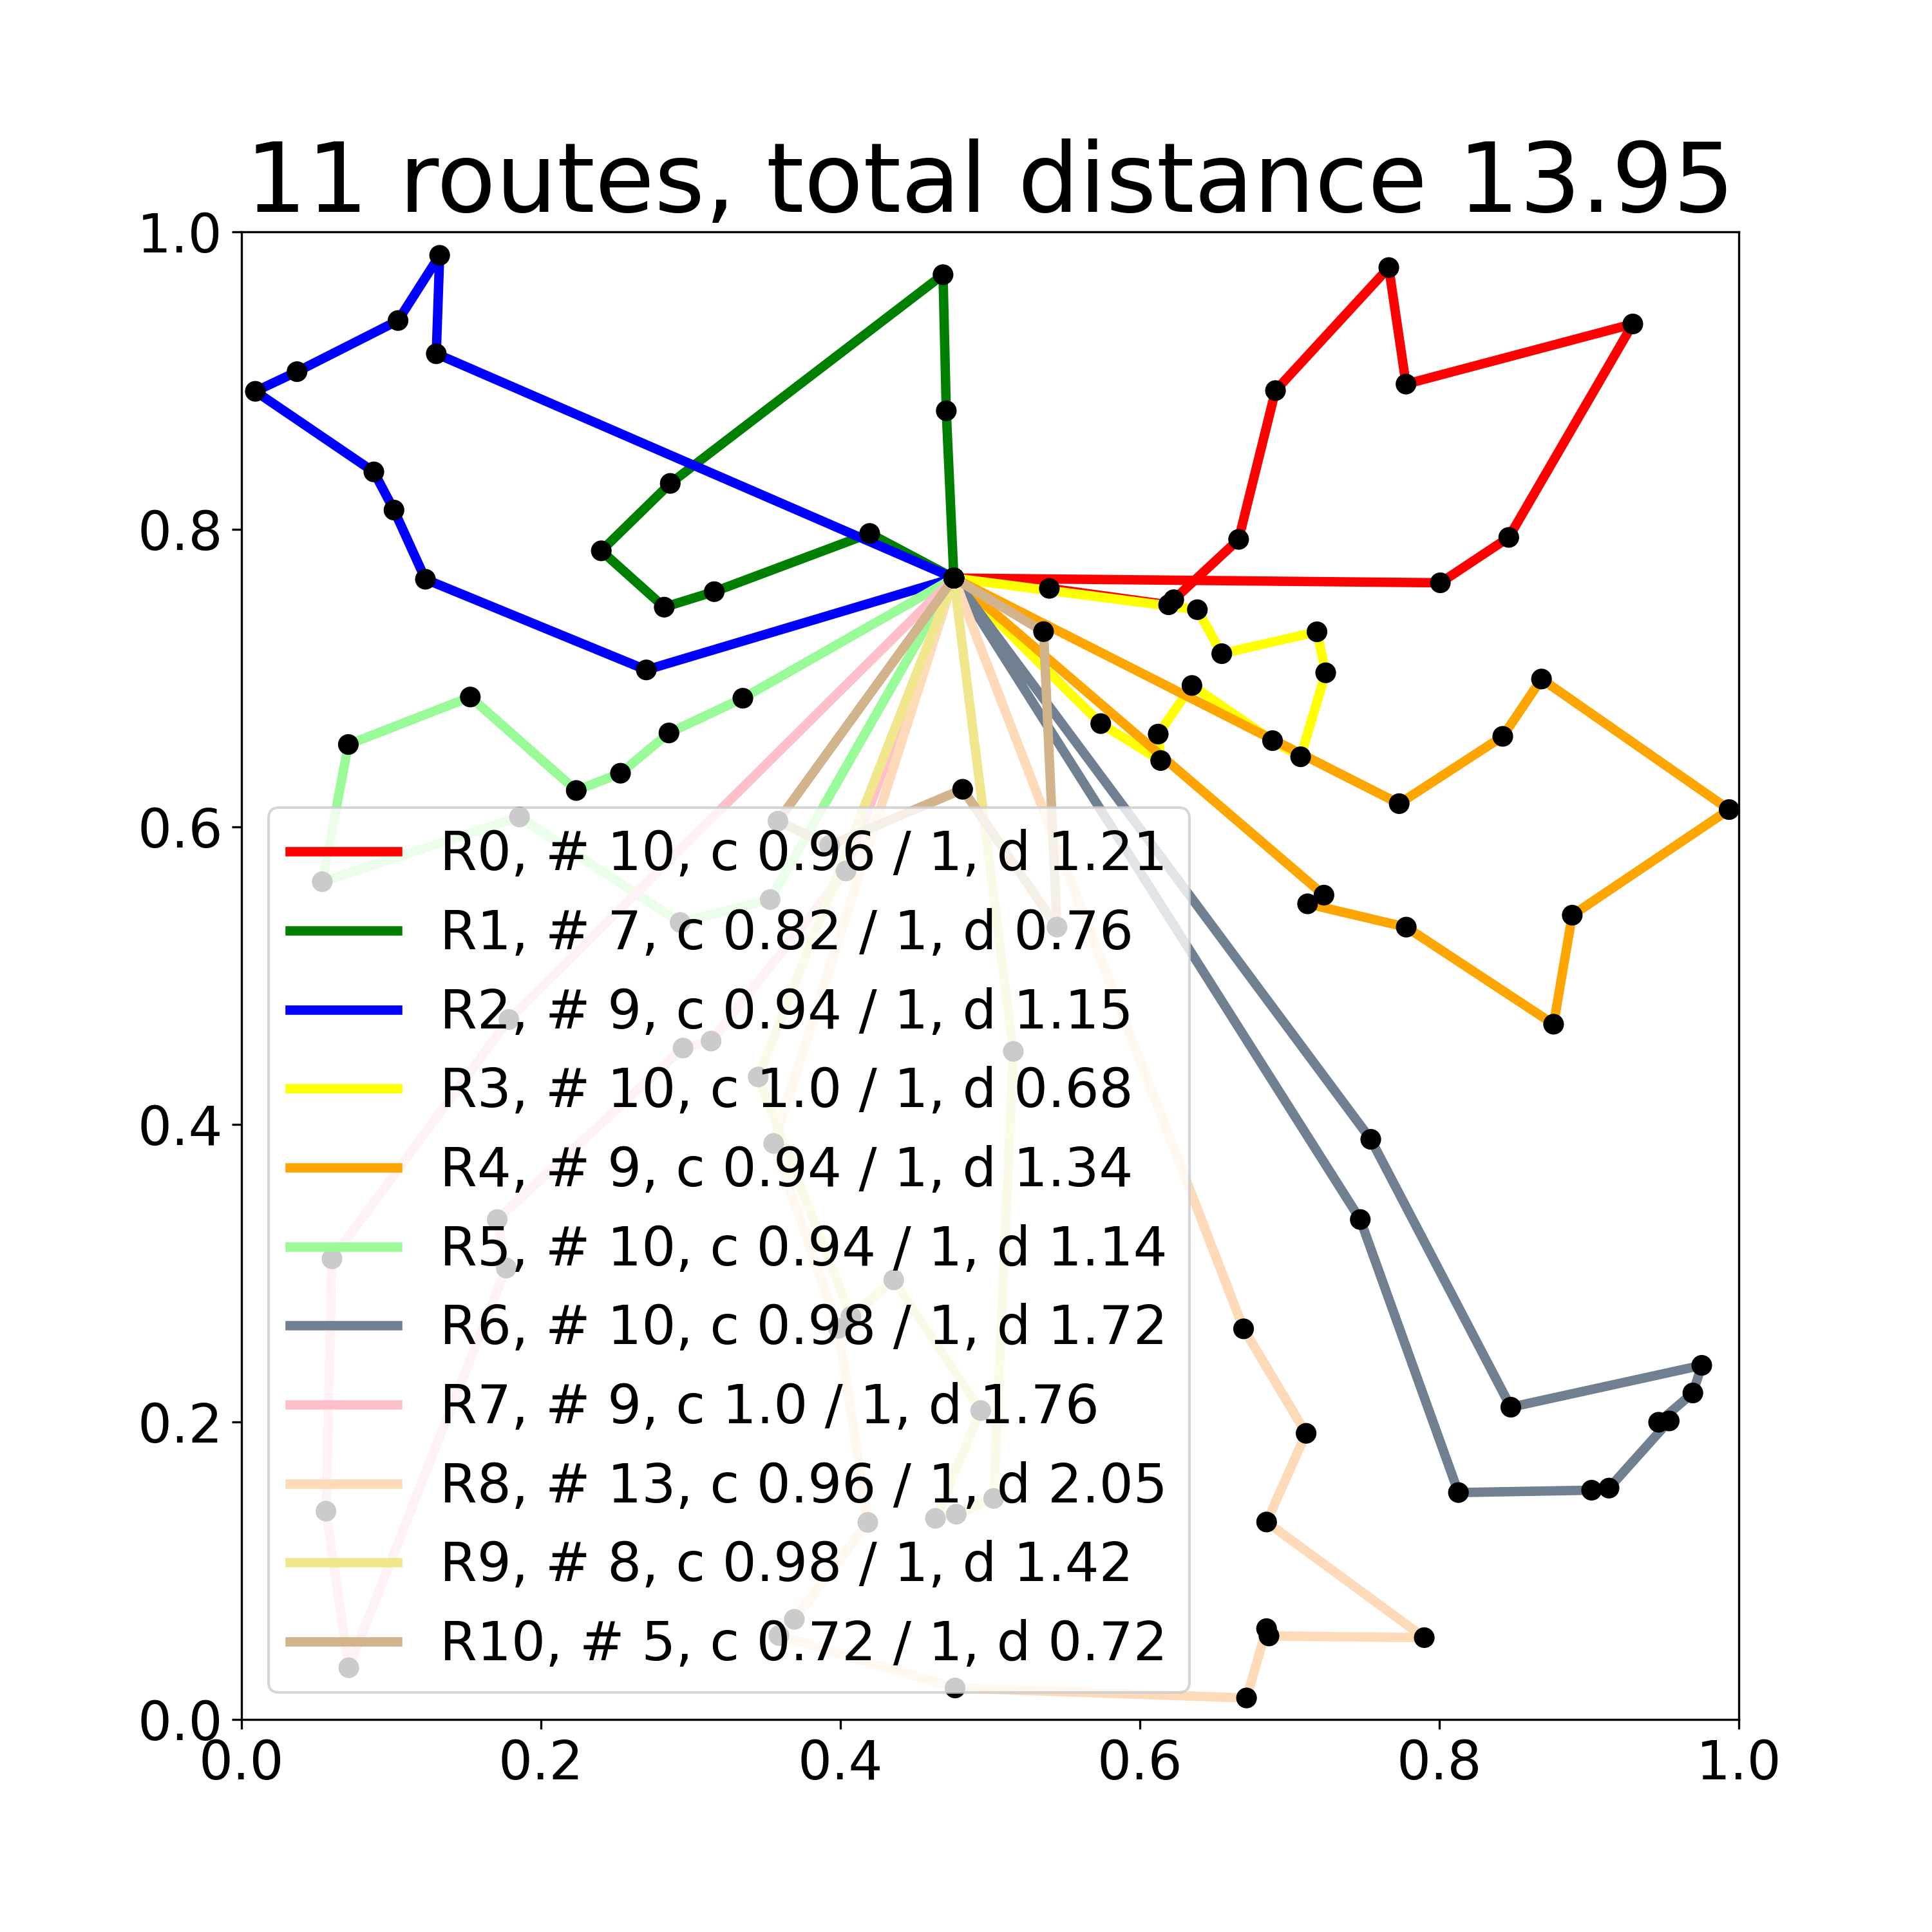 11 routes, total distance 13.95
1.0
0.8
0.6
0.4
0.2
0.0
R0, # 10, c 0.96 / 1, d 1.21
R1, # 7, c 0.82 / 1, d 0.76
R2, # 9, c 0.94 / 1, d 1.15
R3, # 10, c 1.0 / 1, d 0.68
R4, # 9, c 0.94 / 1, d 1.34
R5, # 10, c 0.94 / 1, d 1.14
R6, # 10, c 0.98 / 1, d 1.72
R7, # 9, c 1.0 / 1, d 1.76
R8, # 13, c 0.96 / 1, d 2.05
R9, # 8, c 0.98 / 1, d 1.42
R10, # 5, c 0.72 / 1, d 0.72
0.0 0.2 0.4 0.6 0.8 1.0